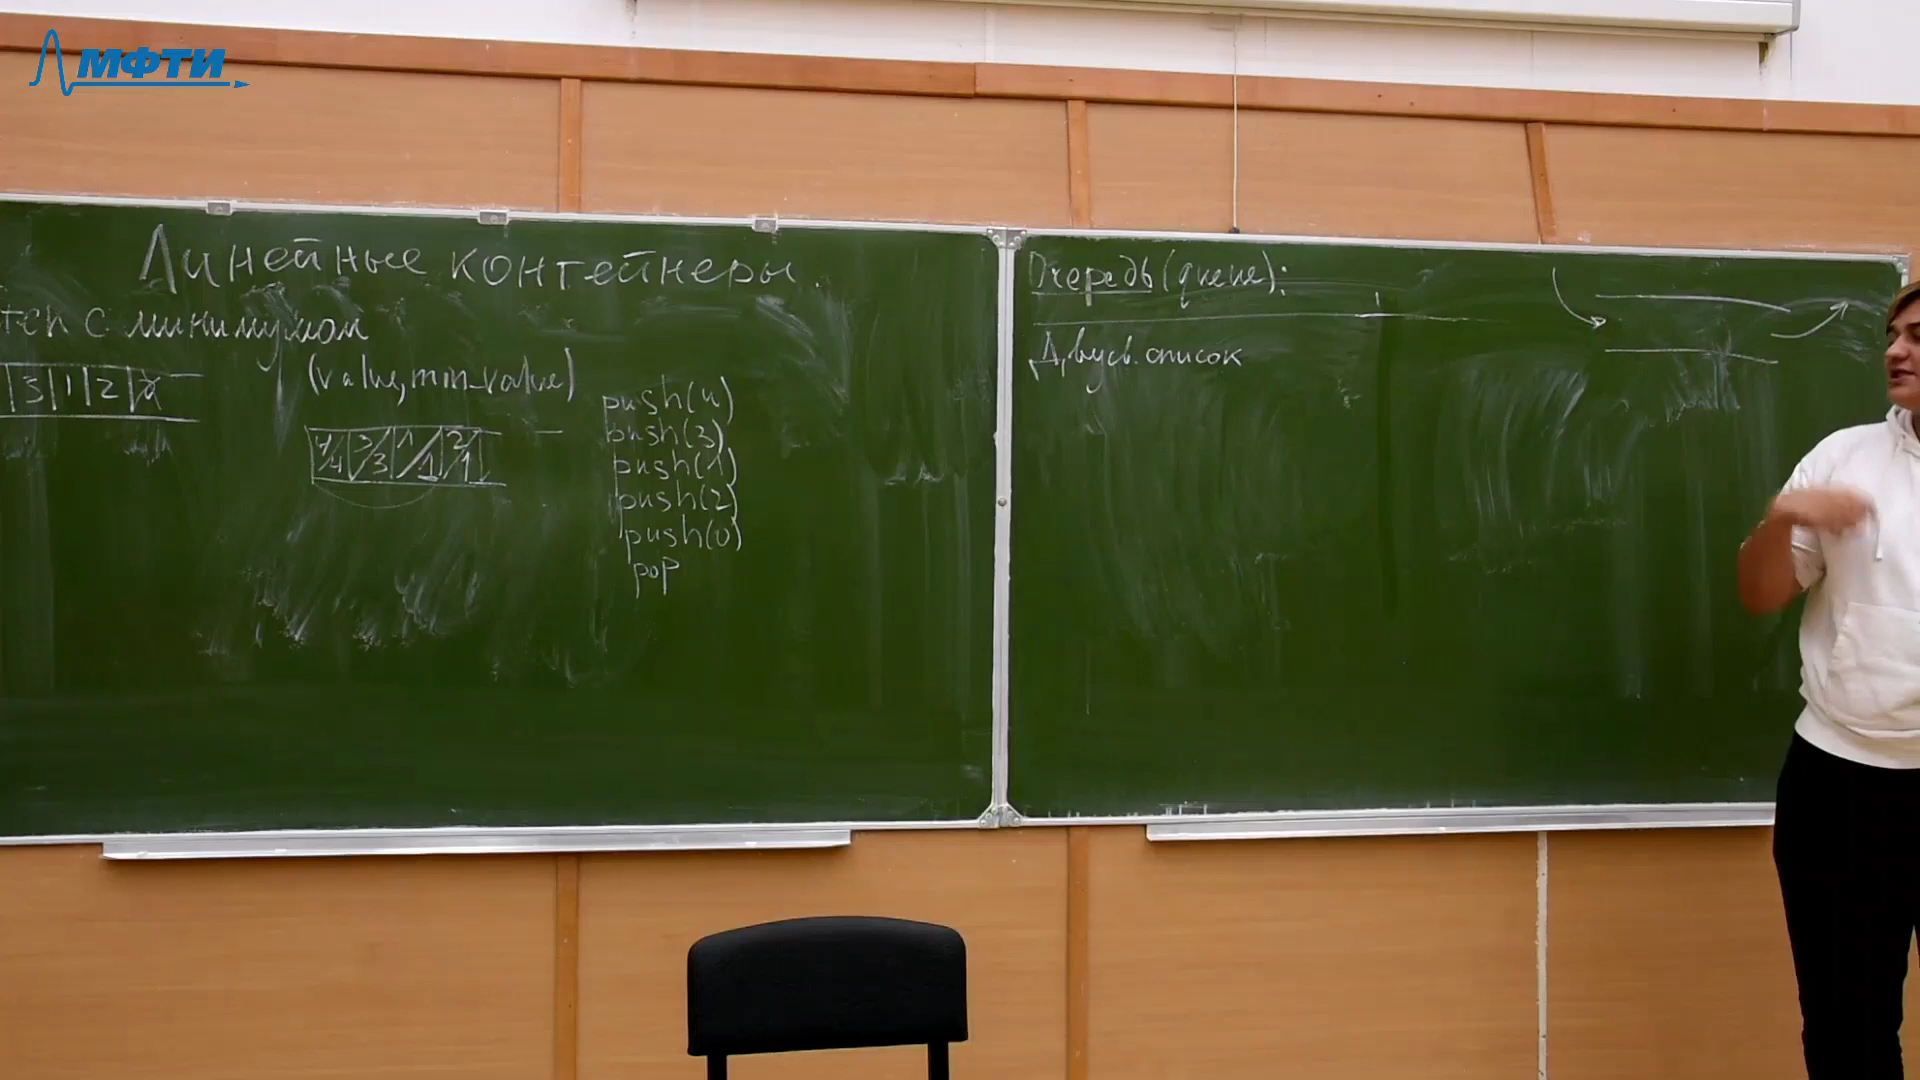 МФТИ
Линейные контейнеры.
с минимумом
(value, min_value)
|3|1|2|
4/4 3/3 1/1 2/1
push(4)
push(3)
push(1)
push(2)
push(0)
pop
Очередь (queue):
Двусв. список